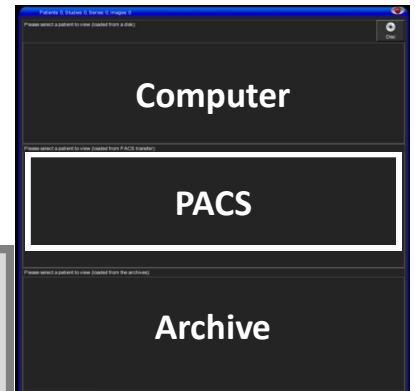 Patients 0, Studies 0, Series 0, Images 0
Please select a patient to view (loaded from a disk):
Disc
Computer
Please select a patient to view (loaded from PACS transfer):
PACS
Please select a patient to view (loaded from the archives):
Archive